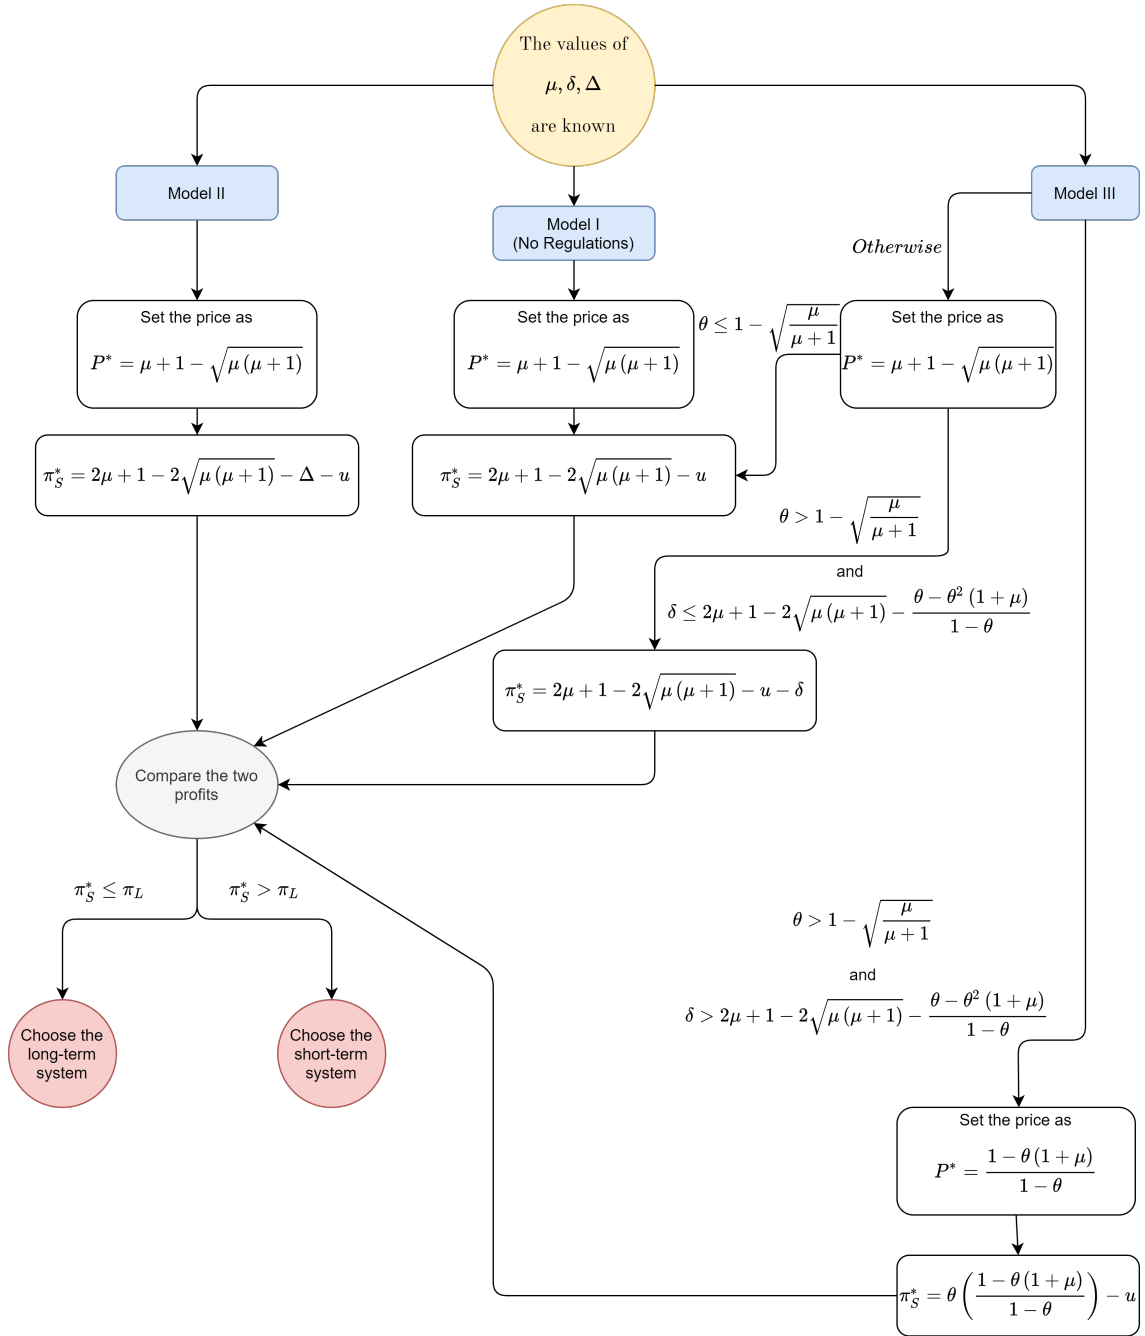 The values of
μ, δ, Δ
are known
Model II
Model I
(No Regulations)
Model III
Otherwise
Set the price as
P* = μ + 1 − √(μ (μ + 1))
Set the price as
P* = μ + 1 − √(μ (μ + 1))
θ ≤ 1 − √(μ / (μ + 1))
Set the price as
P* = μ + 1 − √(μ (μ + 1))
π*_S = 2μ + 1 − 2√(μ (μ + 1)) − Δ − u
π*_S = 2μ + 1 − 2√(μ (μ + 1)) − u
θ > 1 − √(μ / (μ + 1))
and
δ ≤ 2μ + 1 − 2√(μ (μ + 1)) − (θ − θ² (1 + μ)) / (1 − θ)
π*_S = 2μ + 1 − 2√(μ (μ + 1)) − u − δ
Compare the two
profits
π*_S ≤ π_L
π*_S > π_L
θ > 1 − √(μ / (μ + 1))
and
δ > 2μ + 1 − 2√(μ (μ + 1)) − (θ − θ² (1 + μ)) / (1 − θ)
Choose the
long-term
system
Choose the
short-term
system
Set the price as
P* = (1 − θ (1 + μ)) / (1 − θ)
π*_S = θ ((1 − θ (1 + μ)) / (1 − θ)) − u